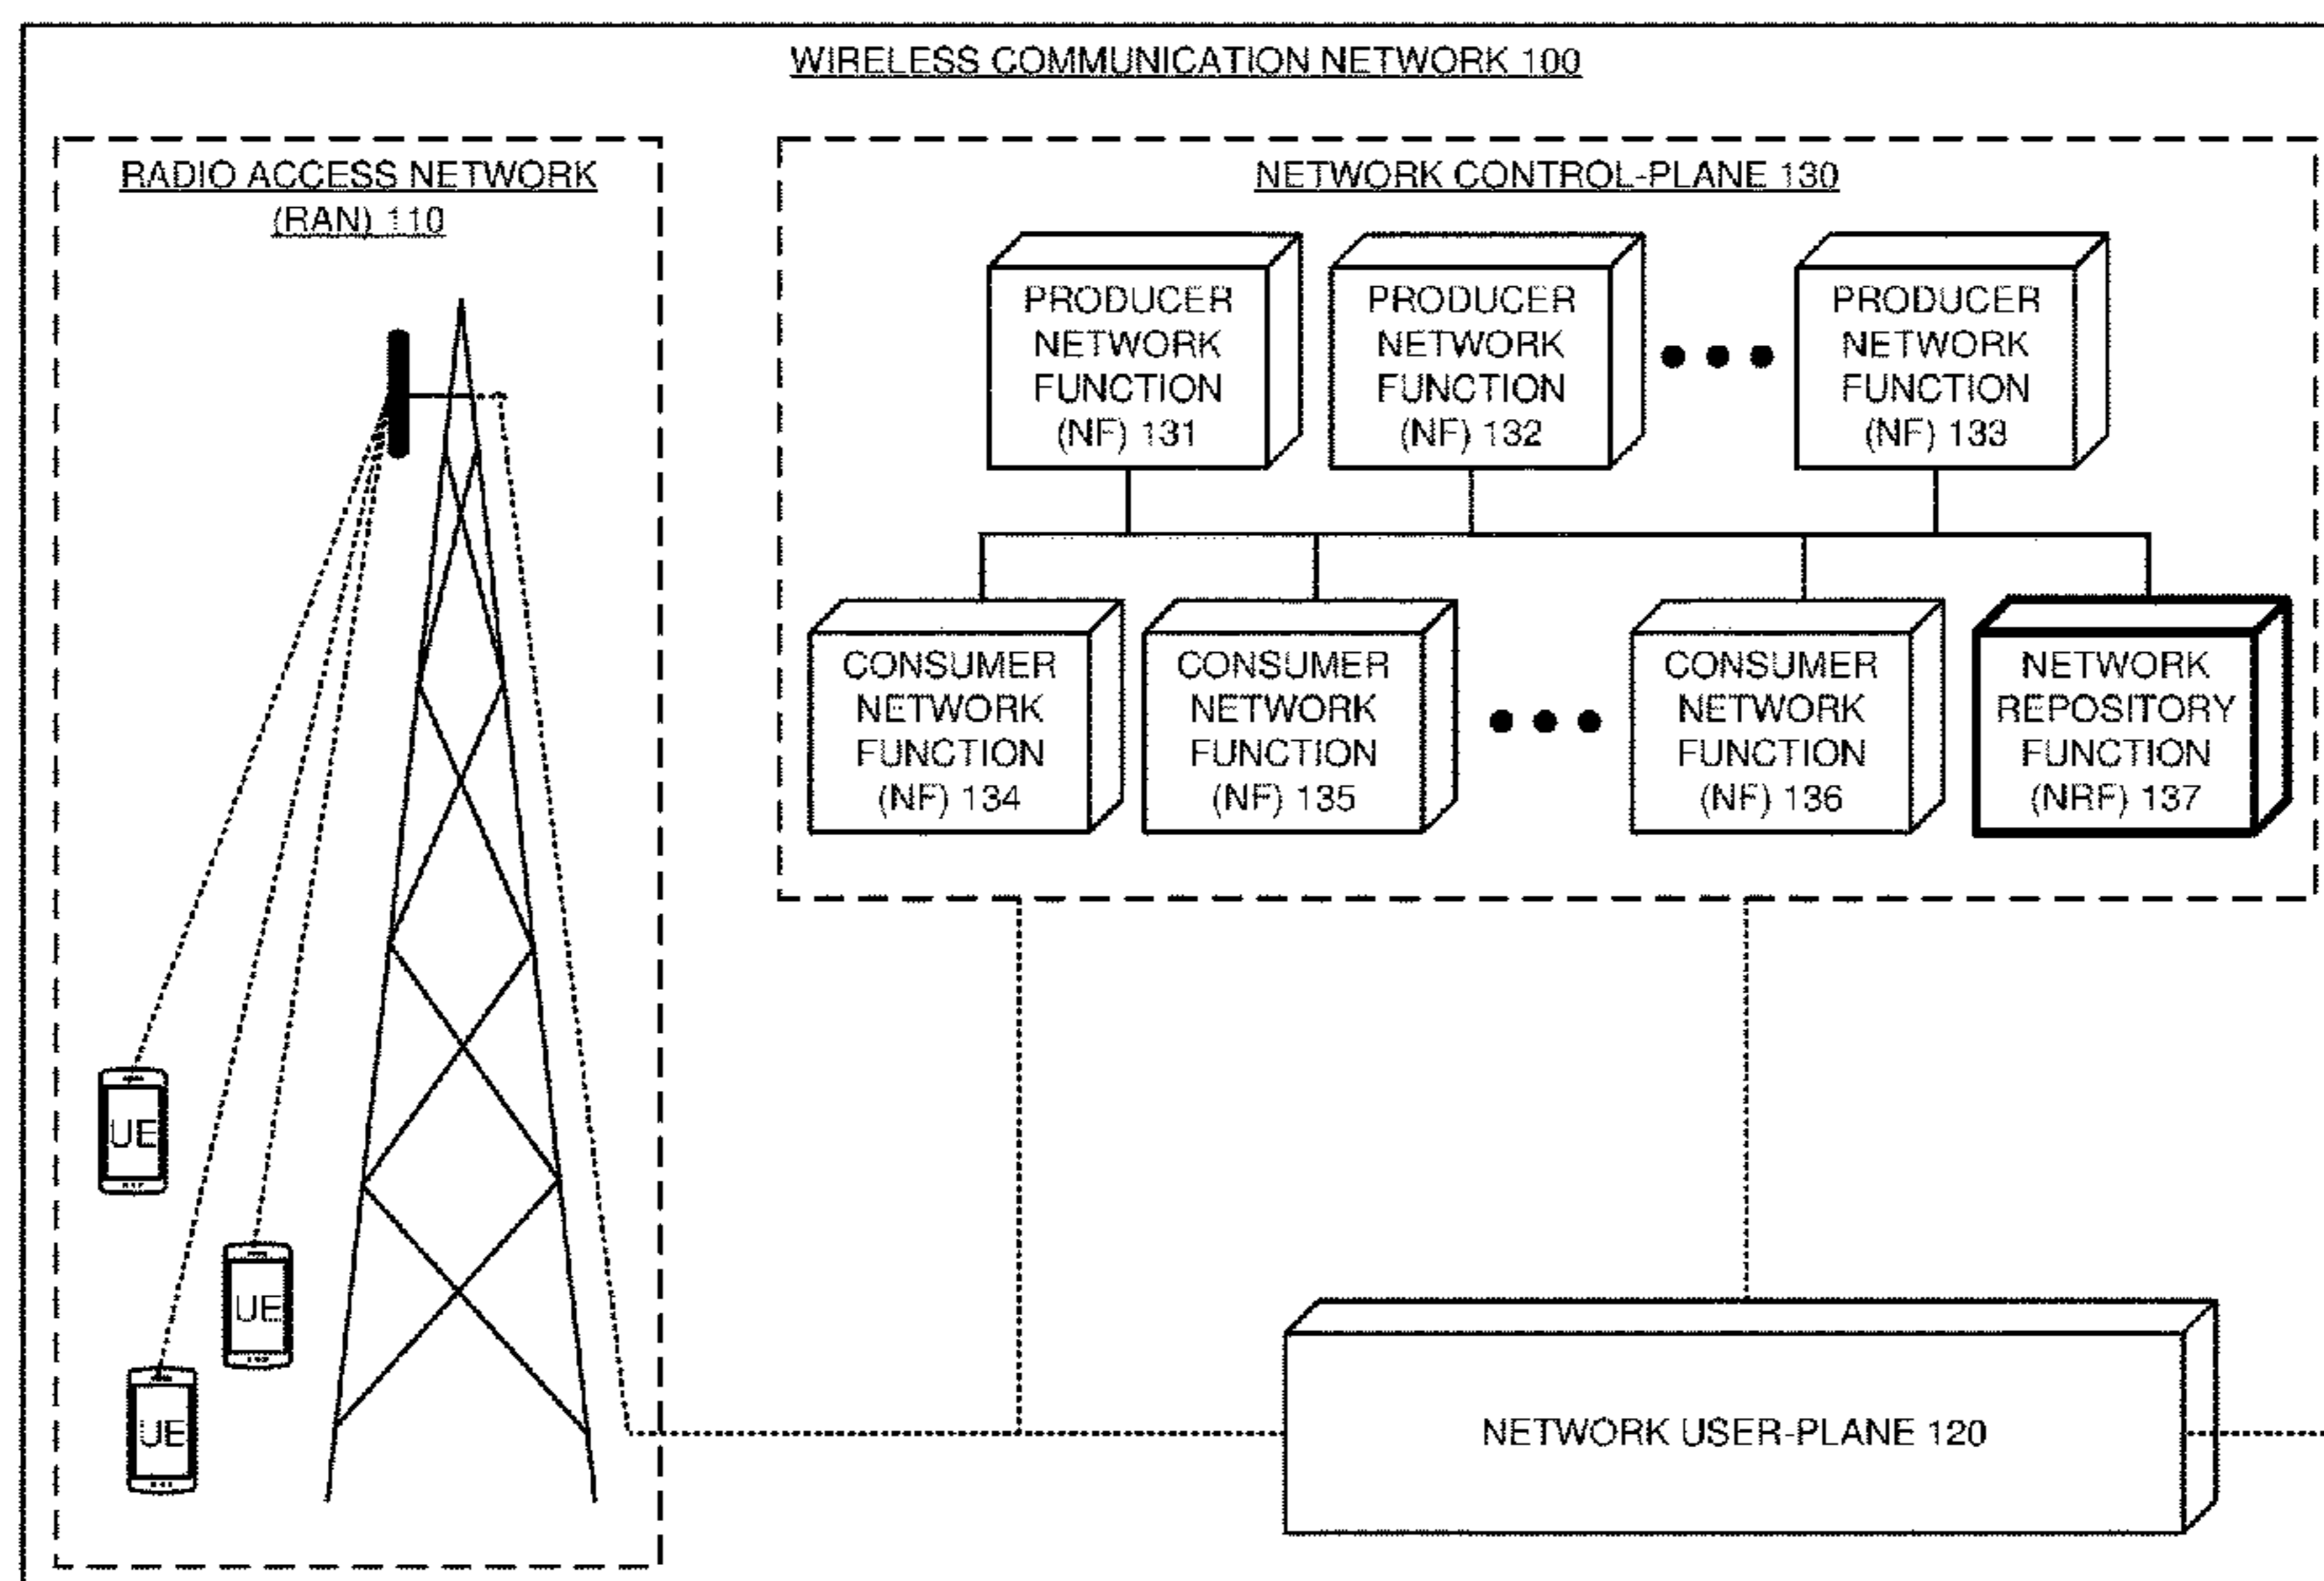 WIRELESS COMMUNICATION NETWORK 100
RADIO ACCESS NETWORK
(RAN) 110
NETWORK CONTROL-PLANE 130
PRODUCER
NETWORK
FUNCTION
(NF) 131
PRODUCER
NETWORK
FUNCTION
(NF) 132
PRODUCER
NETWORK
FUNCTION
(NF) 133
CONSUMER
NETWORK
FUNCTION
(NF) 134
CONSUMER
NETWORK
FUNCTION
(NF) 135
CONSUMER
NETWORK
FUNCTION
(NF) 136
NETWORK
REPOSITORY
FUNCTION
(NRF) 137
UE
UE
UE
NETWORK USER-PLANE 120